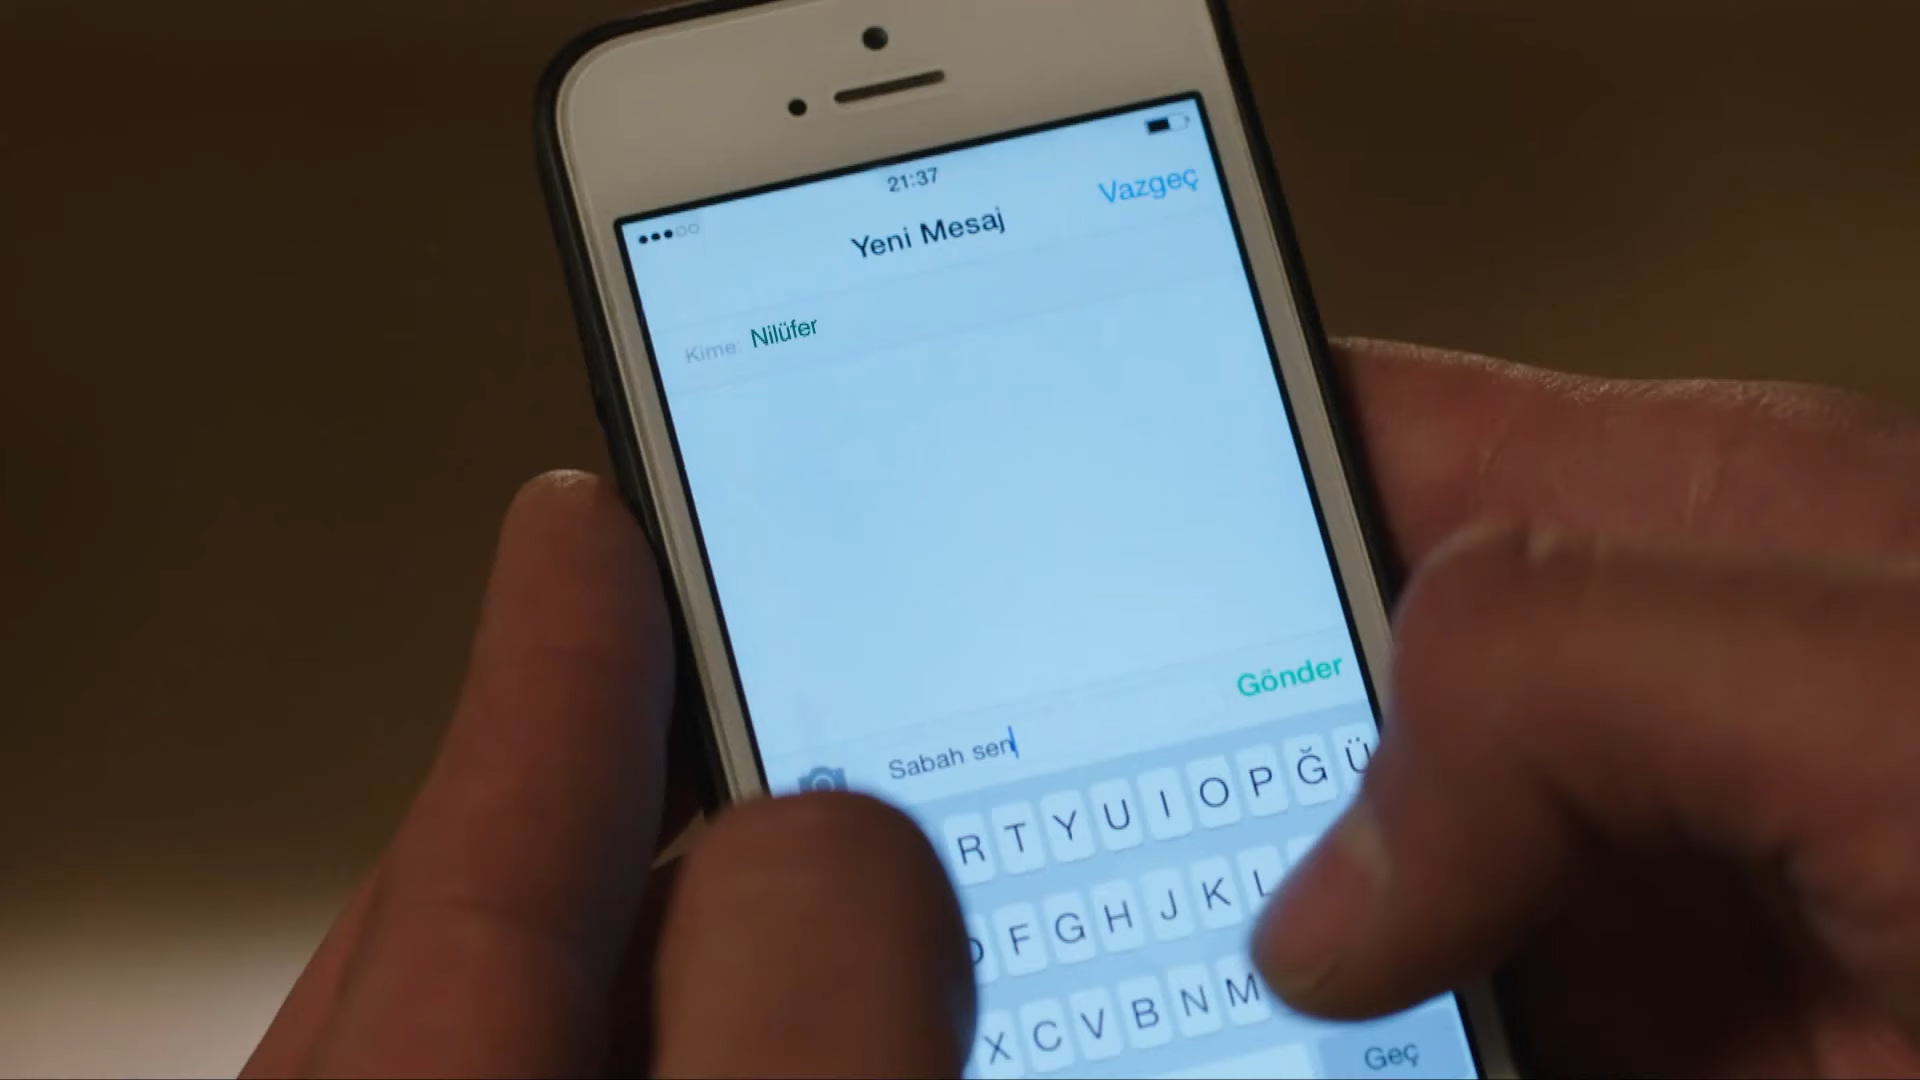 21:37
Vazgeç
Yeni Mesaj
Kime: Nilüfer
Gönder
Sabah sen
R T Y U I O P Ğ Ü
F G H J K L
X C V B N M
Geç